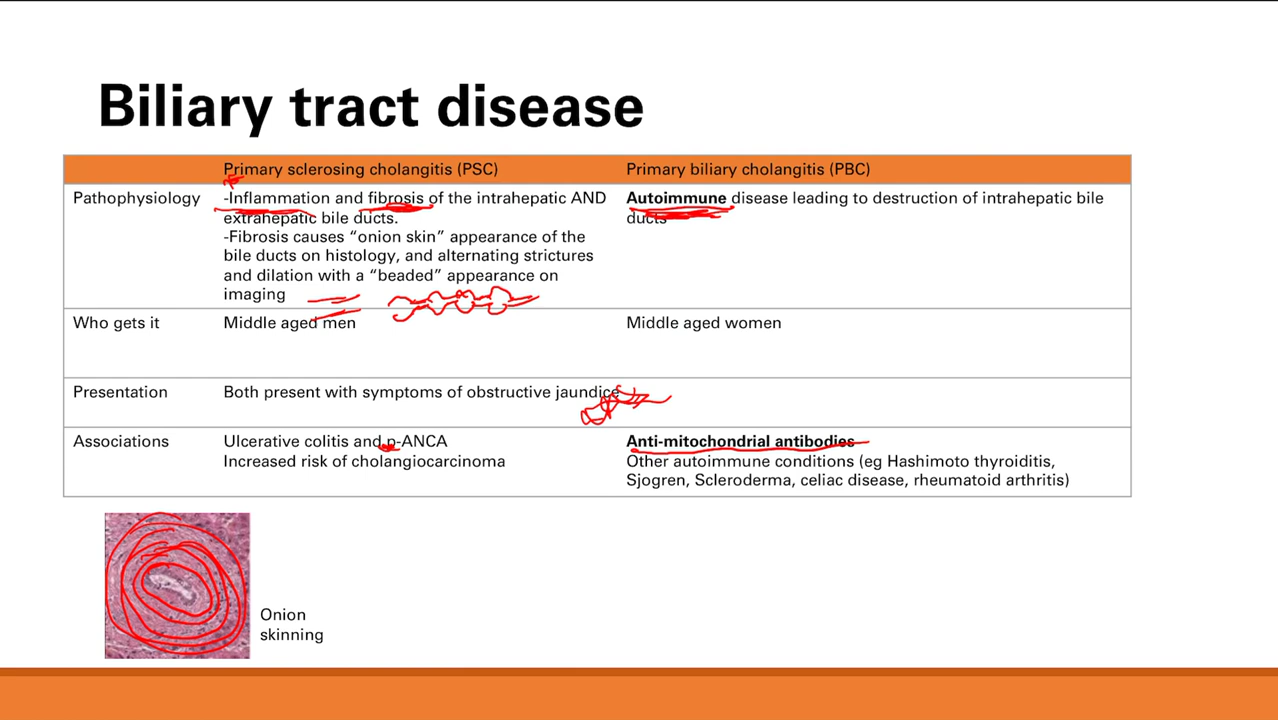 Biliary tract disease
Primary sclerosing cholangitis (PSC)
Primary biliary cholangitis (PBC)
Pathophysiology
-Inflammation and fibrosis of the intrahepatic AND
extrahepatic bile ducts.
-Fibrosis causes “onion skin” appearance of the
bile ducts on histology, and alternating strictures
and dilation with a “beaded” appearance on
imaging
Autoimmune disease leading to destruction of intrahepatic bile
ducts
Who gets it
Middle aged men
Middle aged women
Presentation
Both present with symptoms of obstructive jaundice
Associations
Ulcerative colitis and p-ANCA
Increased risk of cholangiocarcinoma
Anti-mitochondrial antibodies
Other autoimmune conditions (eg Hashimoto thyroiditis,
Sjogren, Scleroderma, celiac disease, rheumatoid arthritis)
Onion
skinning